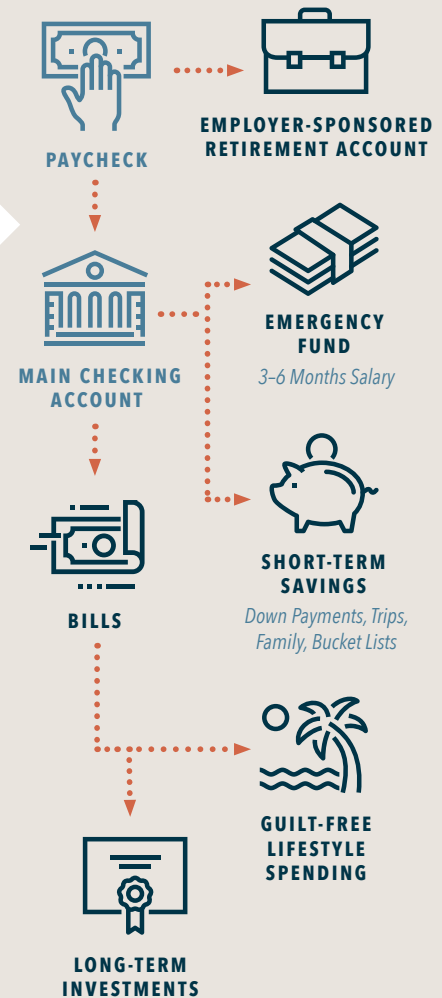 EMPLOYER-SPONSORED
RETIREMENT ACCOUNT
PAYCHECK
MAIN CHECKING
ACCOUNT
EMERGENCY
FUND
3–6 Months Salary
SHORT-TERM
SAVINGS
Down Payments, Trips,
Family, Bucket Lists
BILLS
GUILT-FREE
LIFESTYLE
SPENDING
LONG-TERM
INVESTMENTS